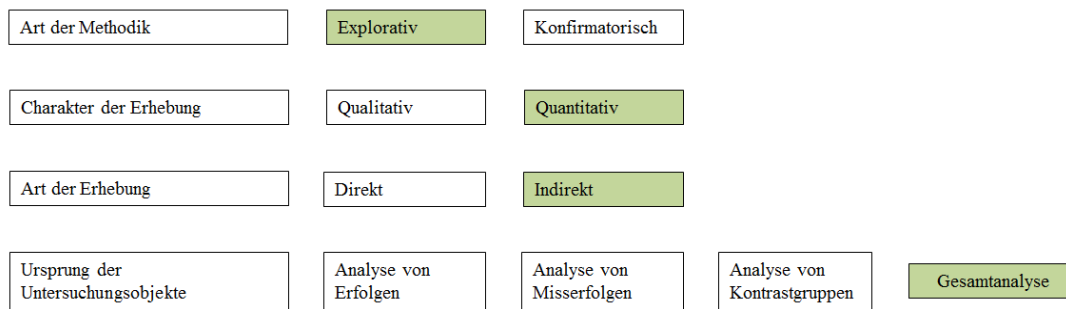 Art der Methodik Explorativ Konfirmatorisch
Charakter der Erhebung Qualitativ Quantitativ
Art der Erhebung Direkt Indirekt
Ursprung der
Untersuchungsobjekte
Analyse von
Erfolgen
Analyse von
Misserfolgen
Analyse von
Kontrastgruppen
Gesamtanalyse